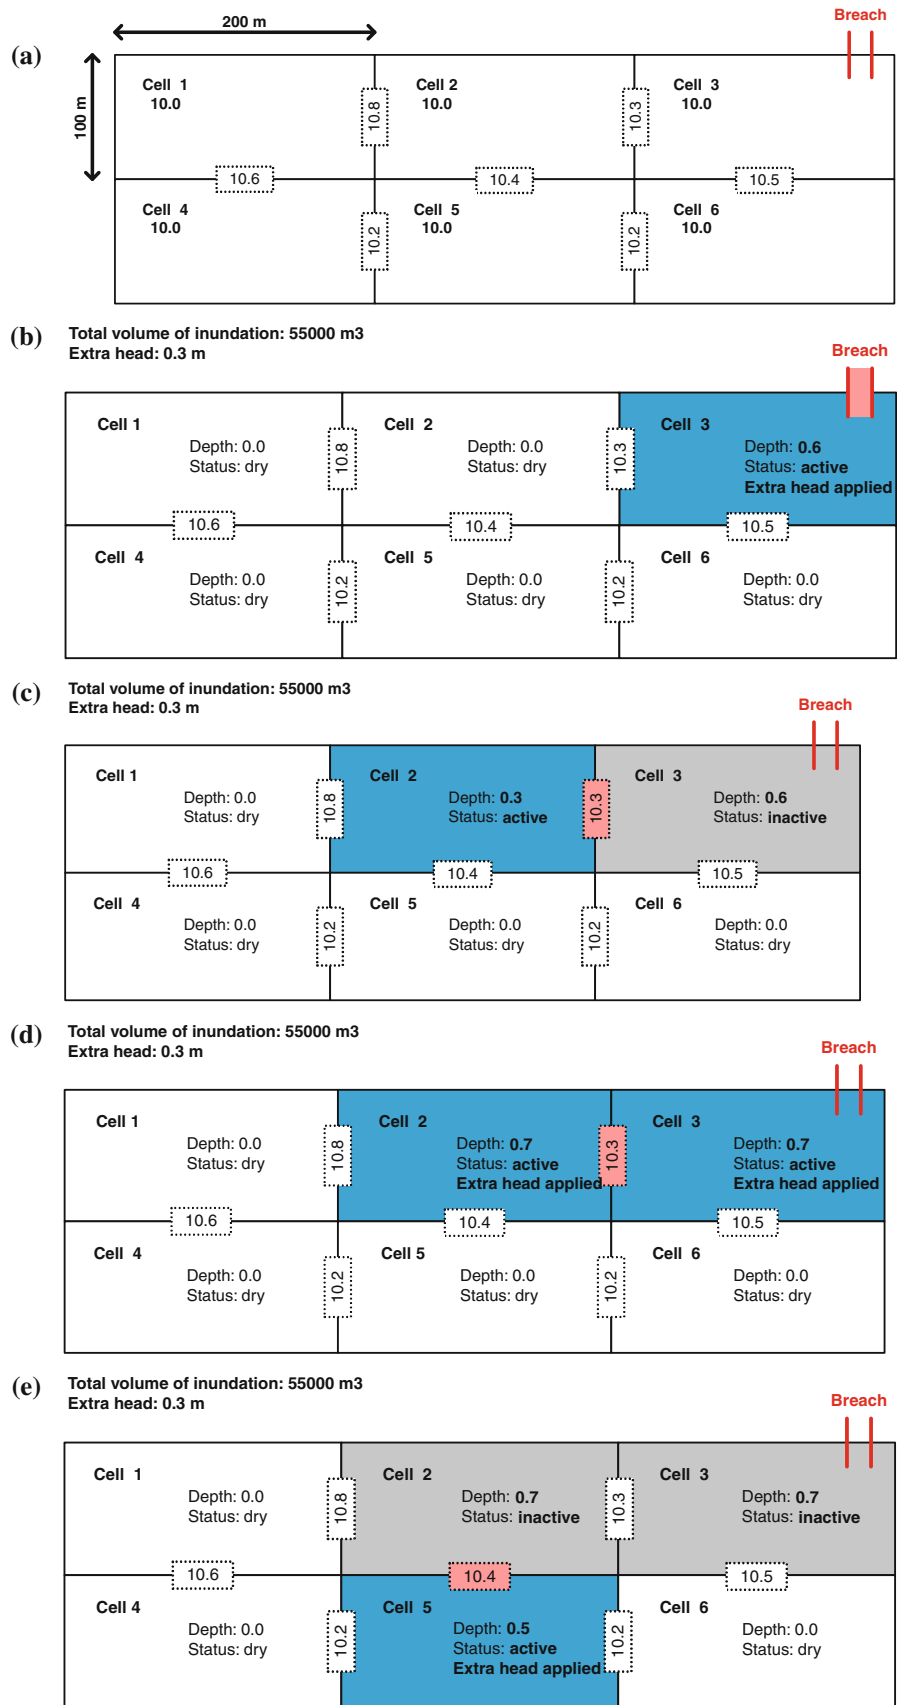 200 m
Breach
(a)
100 m
Cell 1
10.0
10.8
Cell 2
10.0
10.3
Cell 3
10.0
10.6
10.4
10.5
Cell 4
10.0
10.2
Cell 5
10.0
10.2
Cell 6
10.0
(b)
Total volume of inundation: 55000 m3
Extra head: 0.3 m
Breach
Cell 1
Depth: 0.0
Status: dry
10.8
Cell 2
Depth: 0.0
Status: dry
10.3
Cell 3
Depth: 0.6
Status: active
Extra head applied
10.6
10.4
10.5
Cell 4
Depth: 0.0
Status: dry
10.2
Cell 5
Depth: 0.0
Status: dry
10.2
Cell 6
Depth: 0.0
Status: dry
(c)
Total volume of inundation: 55000 m3
Extra head: 0.3 m
Breach
Cell 1
Depth: 0.0
Status: dry
10.8
Cell 2
Depth: 0.3
Status: active
10.3
Cell 3
Depth: 0.6
Status: inactive
10.6
10.4
10.5
Cell 4
Depth: 0.0
Status: dry
10.2
Cell 5
Depth: 0.0
Status: dry
10.2
Cell 6
Depth: 0.0
Status: dry
(d)
Total volume of inundation: 55000 m3
Extra head: 0.3 m
Breach
Cell 1
Depth: 0.0
Status: dry
10.8
Cell 2
Depth: 0.7
Status: active
Extra head applied
10.3
Cell 3
Depth: 0.7
Status: active
Extra head applied
10.6
10.4
10.5
Cell 4
Depth: 0.0
Status: dry
10.2
Cell 5
Depth: 0.0
Status: dry
10.2
Cell 6
Depth: 0.0
Status: dry
(e)
Total volume of inundation: 55000 m3
Extra head: 0.3 m
Breach
Cell 1
Depth: 0.0
Status: dry
10.8
Cell 2
Depth: 0.7
Status: inactive
10.3
Cell 3
Depth: 0.7
Status: inactive
10.6
10.4
10.5
Cell 4
Depth: 0.0
Status: dry
10.2
Cell 5
Depth: 0.5
Status: active
Extra head applied
10.2
Cell 6
Depth: 0.0
Status: dry